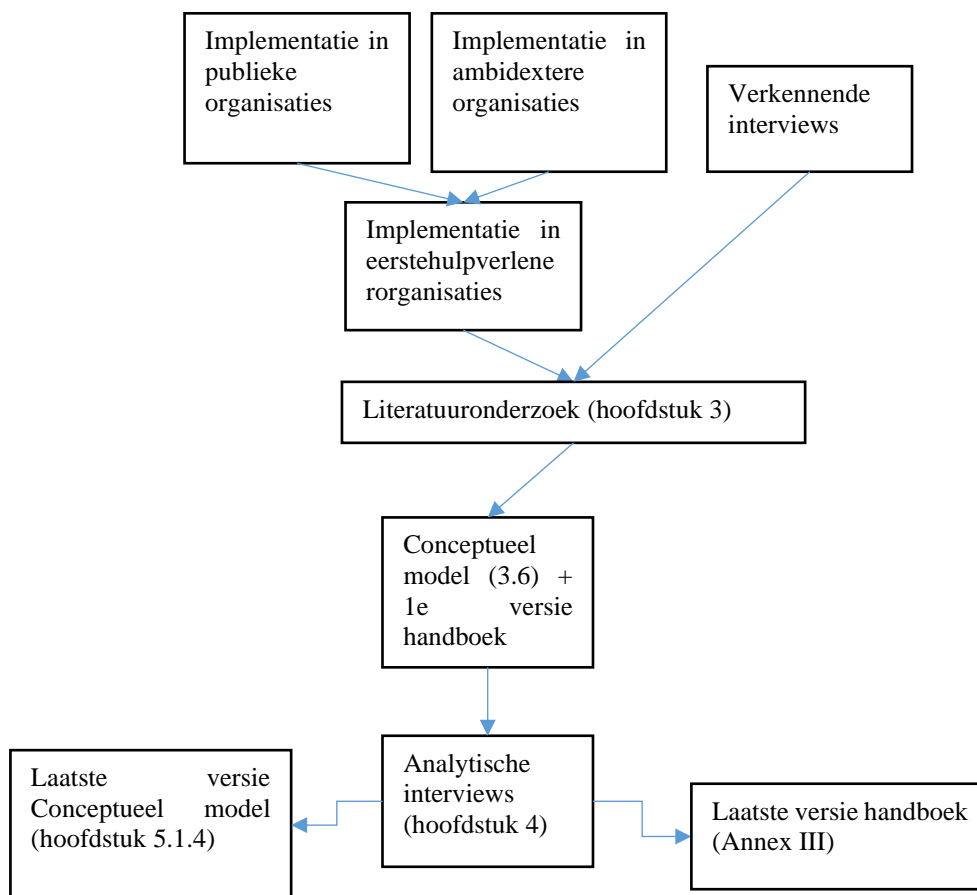 Implementatie in
publieke
organisaties
Implementatie in
ambidextere
organisaties
Verkennende
interviews
Implementatie in
eerstehulpverlene
rorganisaties
Literatuuronderzoek (hoofdstuk 3)
Conceptueel
model (3.6) +
1e versie
handboek
Analytische
interviews
(hoofdstuk 4)
Laatste versie
Conceptueel model
(hoofdstuk 5.1.4)
Laatste versie handboek
(Annex III)